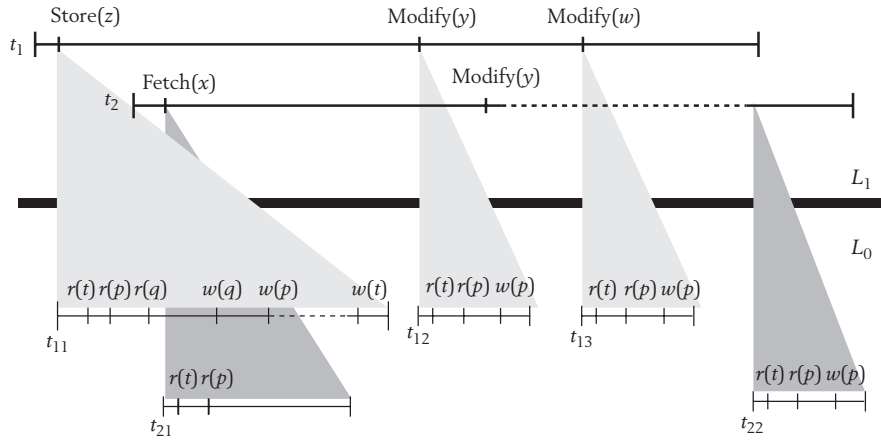 Store(z) Modify(y) Modify(w)
t1
Fetch(x) Modify(y)
t2
L1
L0
r(t) r(p) r(q) w(q) w(p) w(t)
r(t) r(p) w(p)
r(t) r(p) w(p)
t11
t12
t13
r(t) r(p)
r(t) r(p) w(p)
t21
t22